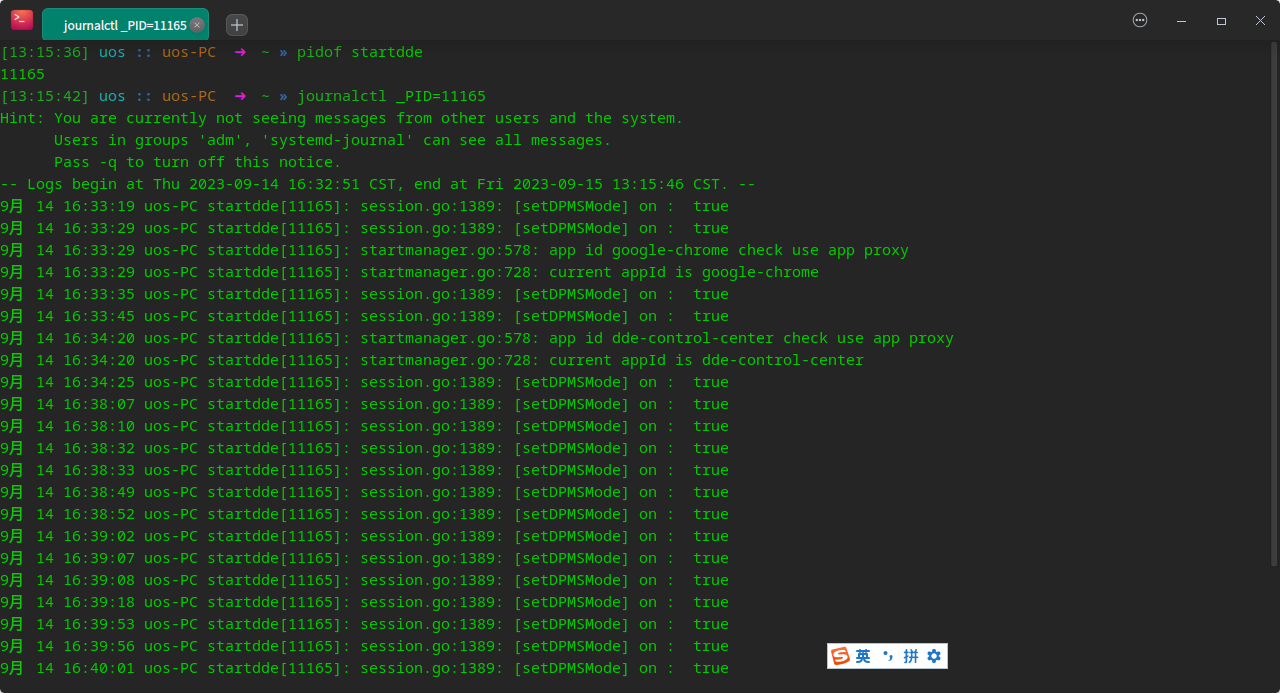 journalctl _PID=11165
[13:15:36] uos :: uos-PC ➜ ~ » pidof startdde
11165
[13:15:42] uos :: uos-PC ➜ ~ » journalctl _PID=11165
Hint: You are currently not seeing messages from other users and the system.
Users in groups 'adm', 'systemd-journal' can see all messages.
Pass -q to turn off this notice.
-- Logs begin at Thu 2023-09-14 16:32:51 CST, end at Fri 2023-09-15 13:15:46 CST. --
9月 14 16:33:19 uos-PC startdde[11165]: session.go:1389: [setDPMSMode] on :  true
9月 14 16:33:29 uos-PC startdde[11165]: session.go:1389: [setDPMSMode] on :  true
9月 14 16:33:29 uos-PC startdde[11165]: startmanager.go:578: app id google-chrome check use app proxy
9月 14 16:33:29 uos-PC startdde[11165]: startmanager.go:728: current appId is google-chrome
9月 14 16:33:35 uos-PC startdde[11165]: session.go:1389: [setDPMSMode] on :  true
9月 14 16:33:45 uos-PC startdde[11165]: session.go:1389: [setDPMSMode] on :  true
9月 14 16:34:20 uos-PC startdde[11165]: startmanager.go:578: app id dde-control-center check use app proxy
9月 14 16:34:20 uos-PC startdde[11165]: startmanager.go:728: current appId is dde-control-center
9月 14 16:34:25 uos-PC startdde[11165]: session.go:1389: [setDPMSMode] on :  true
9月 14 16:38:07 uos-PC startdde[11165]: session.go:1389: [setDPMSMode] on :  true
9月 14 16:38:10 uos-PC startdde[11165]: session.go:1389: [setDPMSMode] on :  true
9月 14 16:38:32 uos-PC startdde[11165]: session.go:1389: [setDPMSMode] on :  true
9月 14 16:38:33 uos-PC startdde[11165]: session.go:1389: [setDPMSMode] on :  true
9月 14 16:38:49 uos-PC startdde[11165]: session.go:1389: [setDPMSMode] on :  true
9月 14 16:38:52 uos-PC startdde[11165]: session.go:1389: [setDPMSMode] on :  true
9月 14 16:39:02 uos-PC startdde[11165]: session.go:1389: [setDPMSMode] on :  true
9月 14 16:39:07 uos-PC startdde[11165]: session.go:1389: [setDPMSMode] on :  true
9月 14 16:39:08 uos-PC startdde[11165]: session.go:1389: [setDPMSMode] on :  true
9月 14 16:39:18 uos-PC startdde[11165]: session.go:1389: [setDPMSMode] on :  true
9月 14 16:39:53 uos-PC startdde[11165]: session.go:1389: [setDPMSMode] on :  true
9月 14 16:39:56 uos-PC startdde[11165]: session.go:1389: [setDPMSMode] on :  true
9月 14 16:40:01 uos-PC startdde[11165]: session.go:1389: [setDPMSMode] on :  true
英 拼